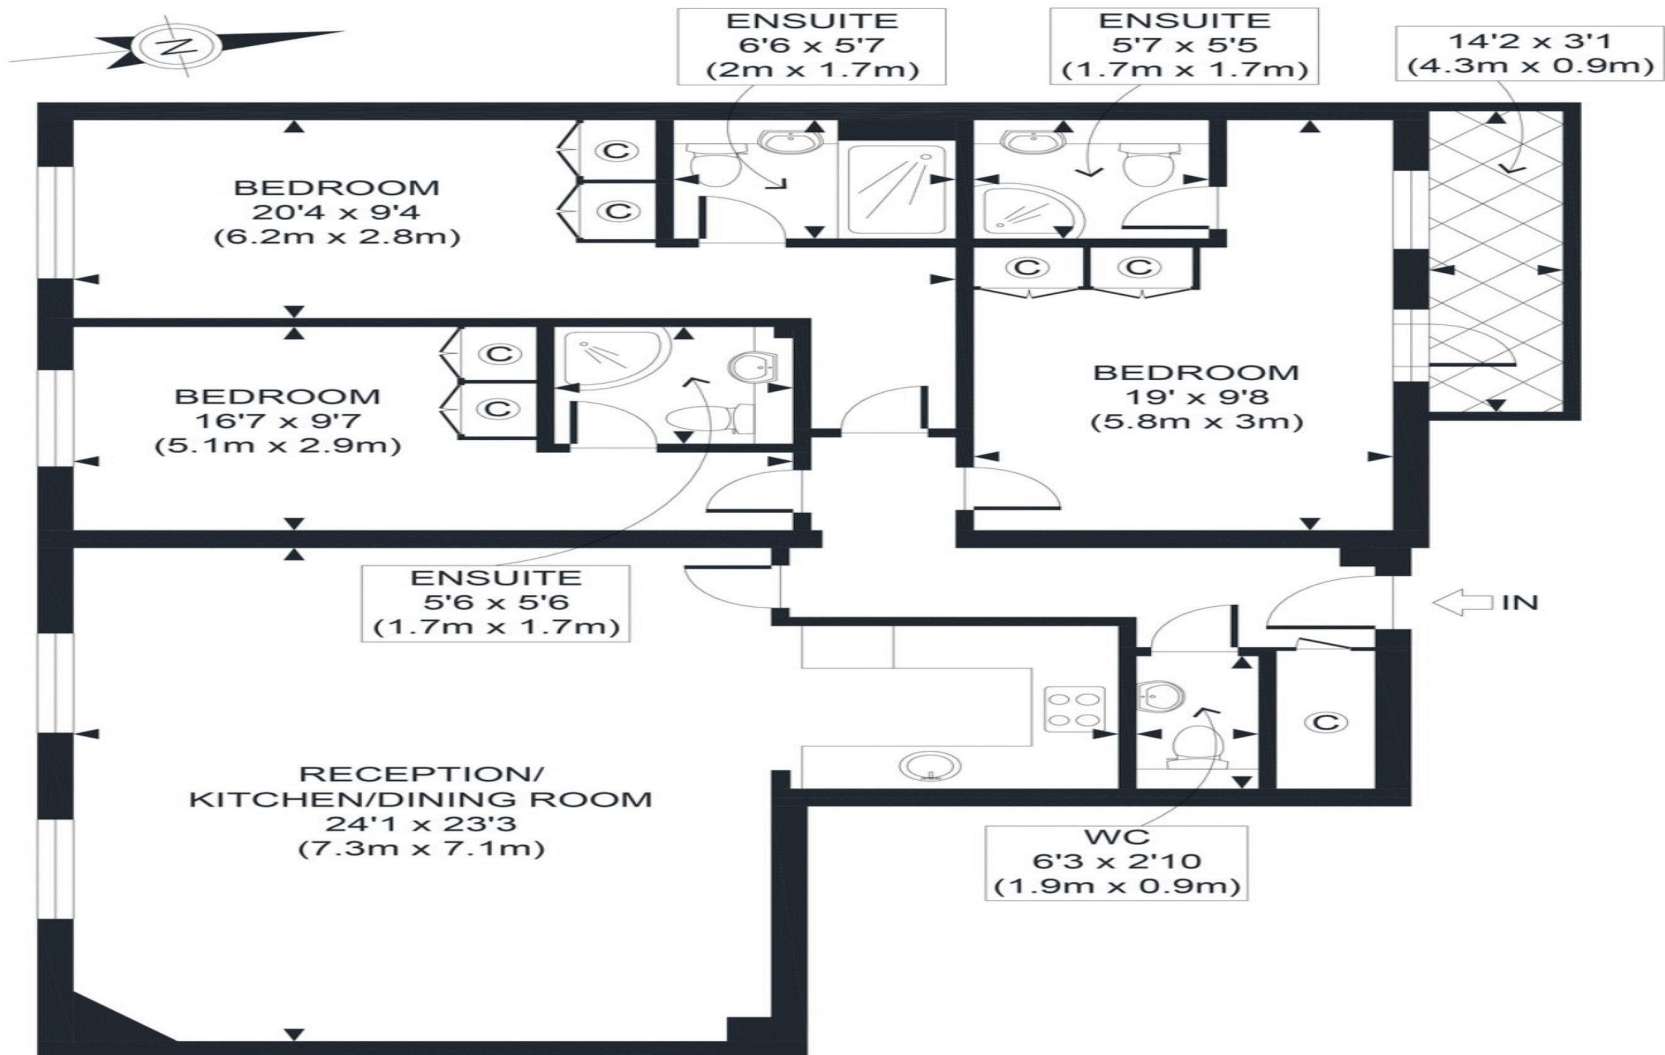 N
ENSUITE
6'6 x 5'7
(2m x 1.7m)
ENSUITE
5'7 x 5'5
(1.7m x 1.7m)
14'2 x 3'1
(4.3m x 0.9m)
BEDROOM
20'4 x 9'4
(6.2m x 2.8m)
C
C
C
C
BEDROOM
16'7 x 9'7
(5.1m x 2.9m)
C
C
BEDROOM
19' x 9'8
(5.8m x 3m)
ENSUITE
5'6 x 5'6
(1.7m x 1.7m)
IN
C
RECEPTION/
KITCHEN/DINING ROOM
24'1 x 23'3
(7.3m x 7.1m)
WC
6'3 x 2'10
(1.9m x 0.9m)